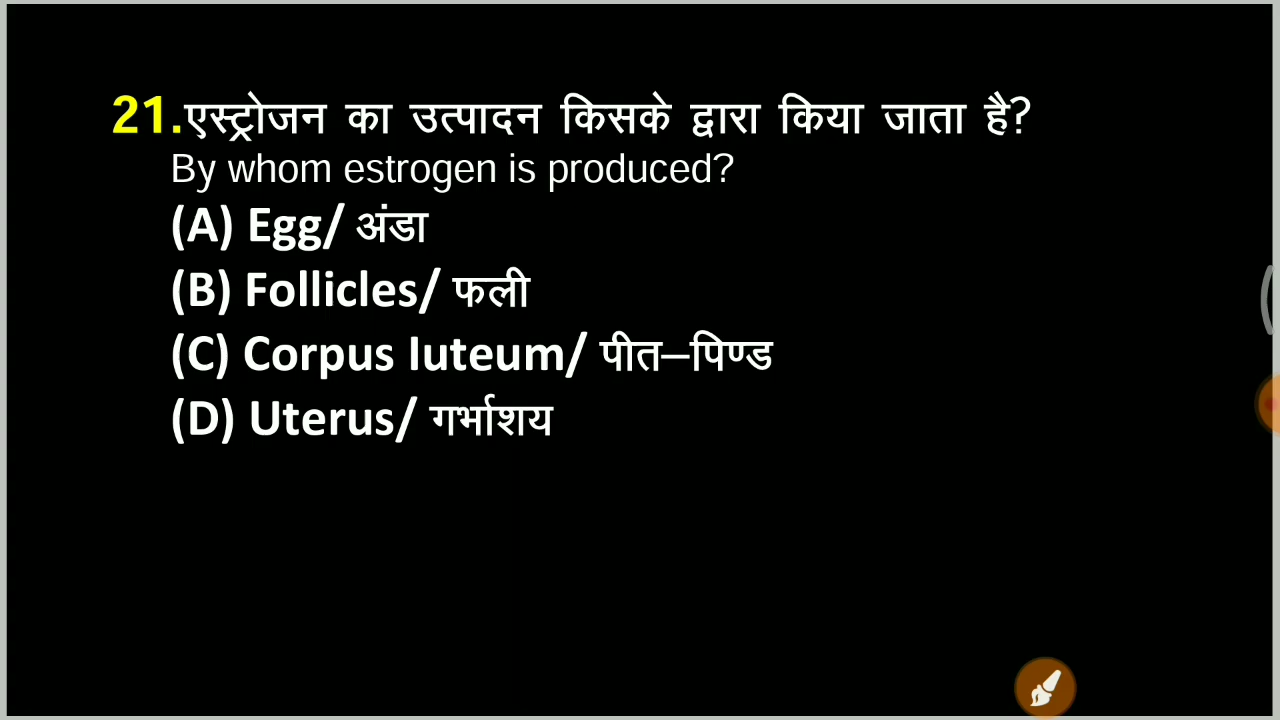 21.एस्ट्रोजन का उत्पादन किसके द्वारा किया जाता है?
By whom estrogen is produced?
(A) Egg/ अंडा
(B) Follicles/ फली
(C) Corpus luteum/ पीत–पिण्ड
(D) Uterus/ गर्भाशय